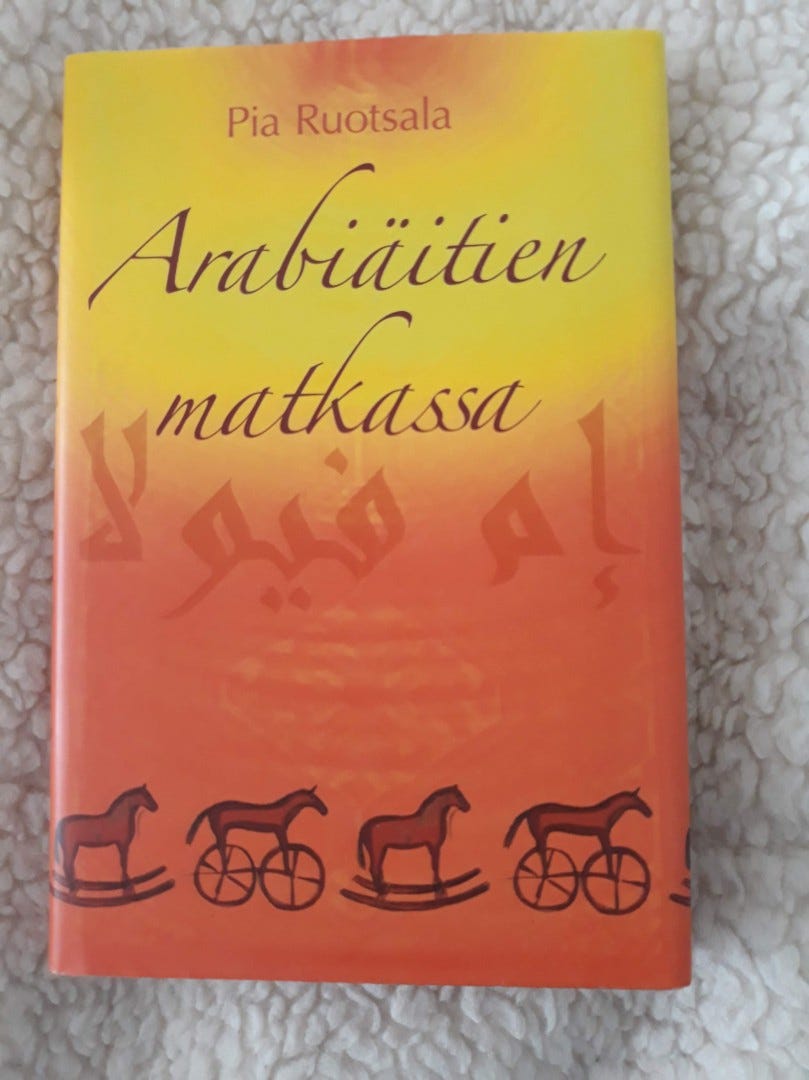 Pia Ruotsala
Arabiäitien
matkassa
إم فيولا